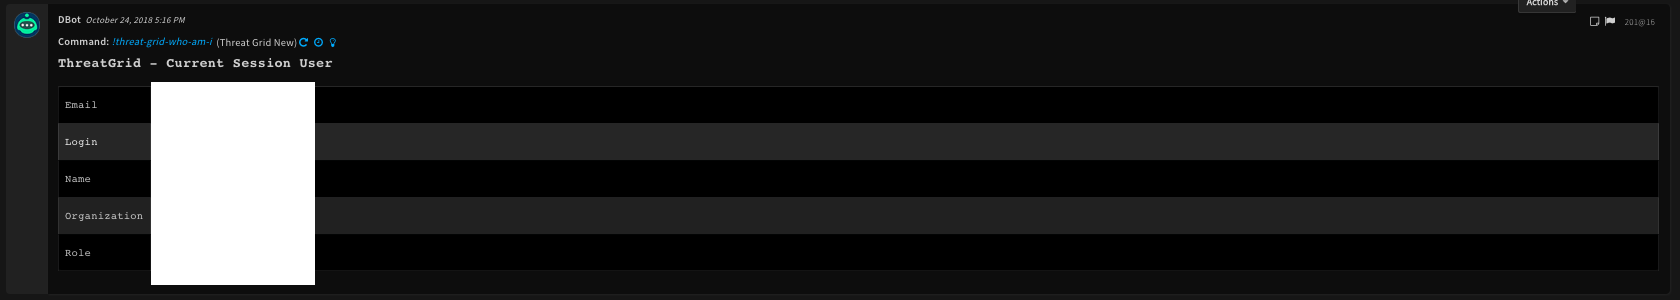 Actions
DBot October 24, 2018 5:16 PM
201@16
Command: !threat-grid-who-am-i (Threat Grid New)
ThreatGrid - Current Session User
Email
Login
Name
Organization
Role